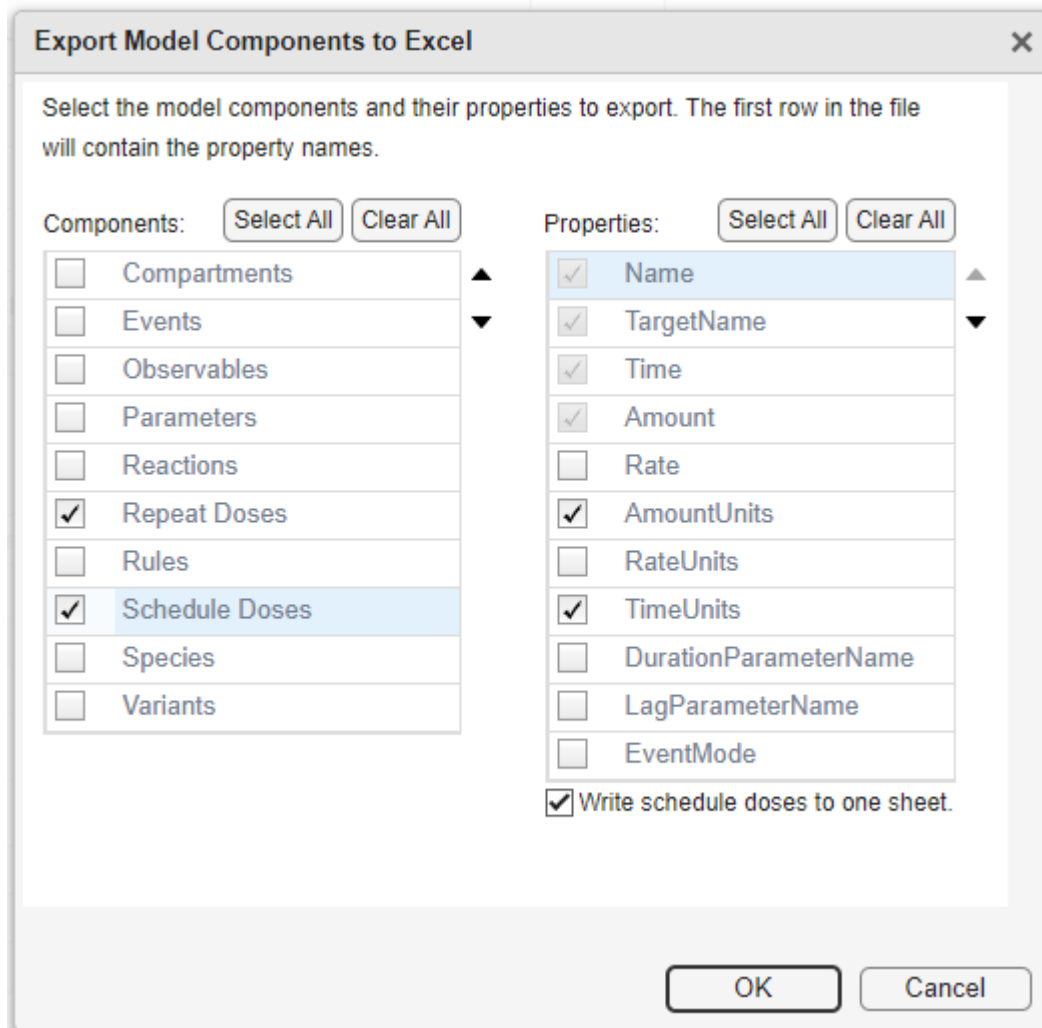 Export Model Components to Excel
Select the model components and their properties to export. The first row in the file
will contain the property names.
Components:
Select All
Clear All
Compartments
Events
Observables
Parameters
Reactions
Repeat Doses
Rules
Schedule Doses
Species
Variants
Properties:
Select All
Clear All
Name
TargetName
Time
Amount
Rate
AmountUnits
RateUnits
TimeUnits
DurationParameterName
LagParameterName
EventMode
Write schedule doses to one sheet.
OK
Cancel